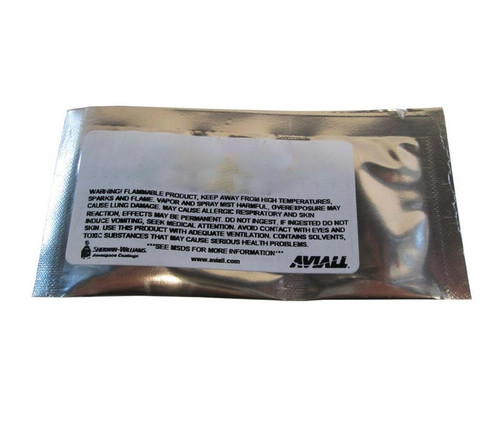 WARNING! FLAMMABLE PRODUCT, KEEP AWAY FROM HIGH TEMPERATURES,
SPARKS AND FLAME. VAPOR AND SPRAY MIST HARMFUL, OVEREXPOSURE MAY
CAUSE LUNG DAMAGE. MAY CAUSE ALLERGIC RESPIRATORY AND SKIN
REACTION, EFFECTS MAY BE PERMANENT. DO NOT INGEST. IF INGESTED DO NOT
INDUCE VOMITING, SEEK MEDICAL ATTENTION. AVOID CONTACT WITH EYES AND
SKIN. USE THIS PRODUCT WITH ADEQUATE VENTILATION. CONTAINS SOLVENTS,
TOXIC SUBSTANCES THAT MAY CAUSE SERIOUS HEALTH PROBLEMS.
***SEE MSDS FOR MORE INFORMATION***
SHERWIN-WILLIAMS.
Aerospace Coatings
www.aviall.com
AVIALL